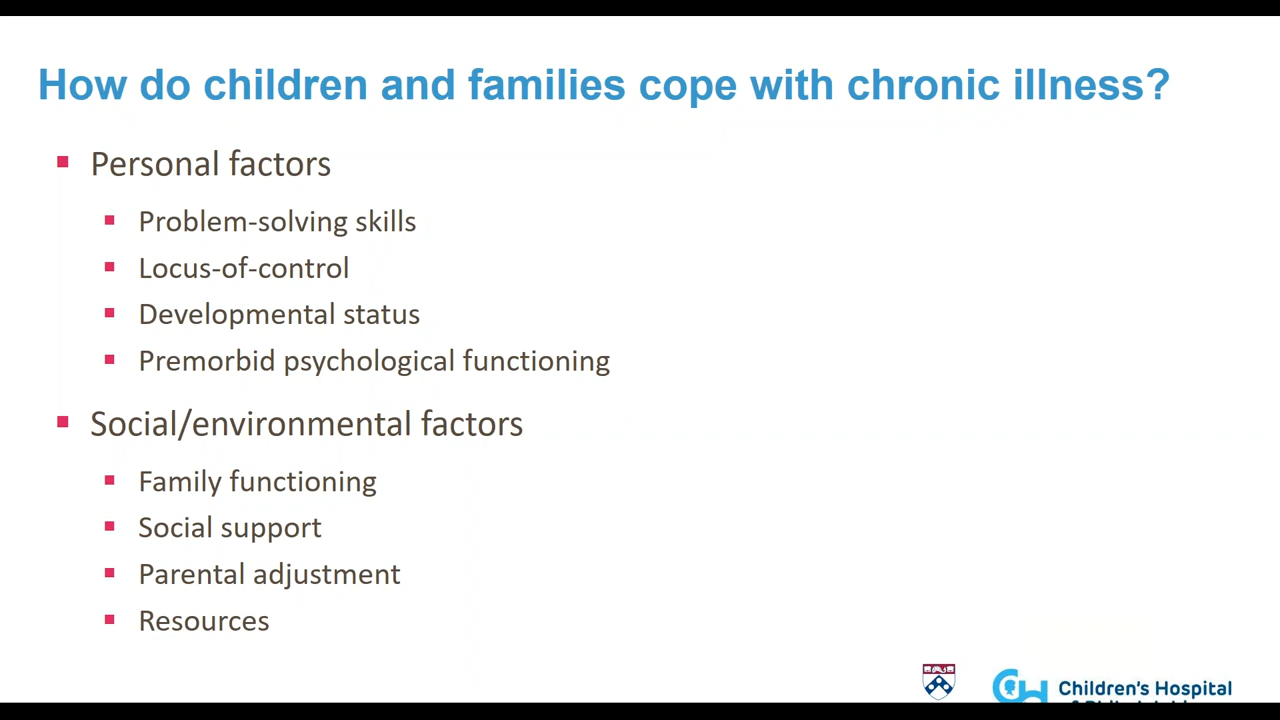 How do children and families cope with chronic illness?
Personal factors
Problem-solving skills
Locus-of-control
Developmental status
Premorbid psychological functioning
Social/environmental factors
Family functioning
Social support
Parental adjustment
Resources
Children's Hospital